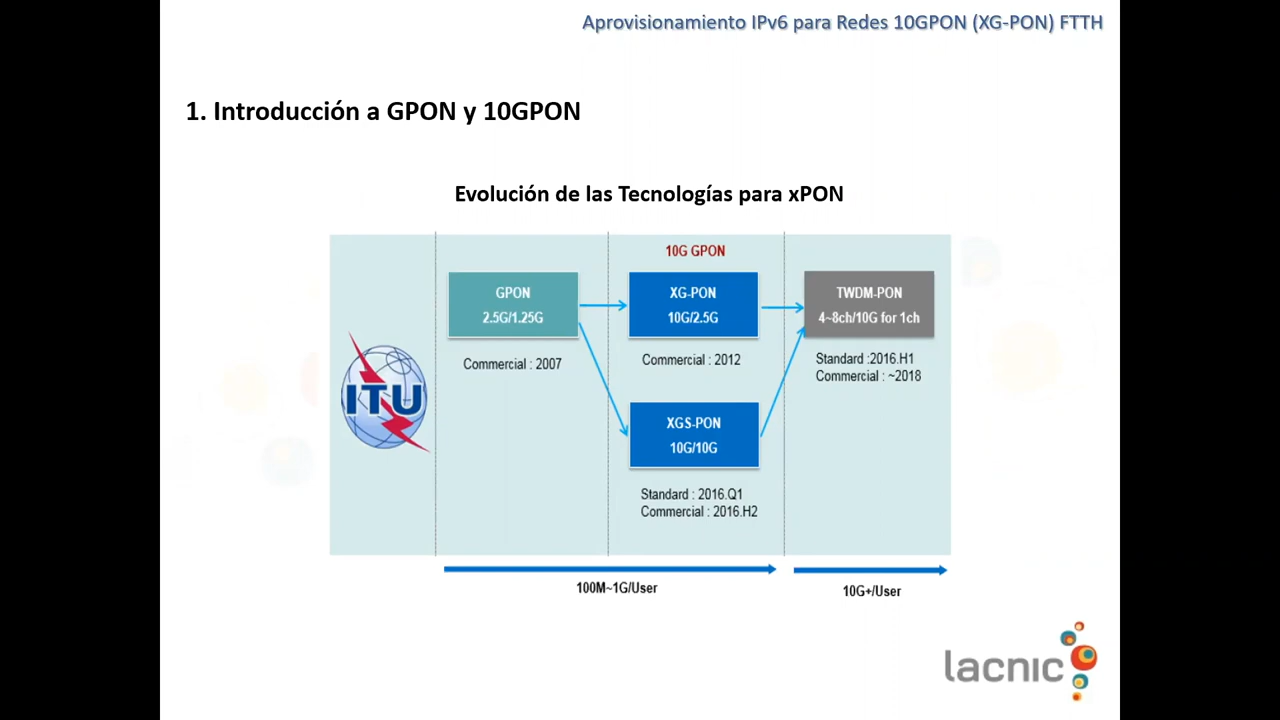 Aprovisionamiento IPv6 para Redes 10GPON (XG-PON) FTTH
1. Introducción a GPON y 10GPON
Evolución de las Tecnologías para xPON
10G GPON
GPON
2.5G/1.25G
XG-PON
10G/2.5G
TWDM-PON
4~8ch/10G for 1ch
Commercial : 2007
Commercial : 2012
Standard :2016.H1
Commercial : ~2018
ITU
XGS-PON
10G/10G
Standard : 2016.Q1
Commercial : 2016.H2
100M~1G/User
10G+/User
lacnic